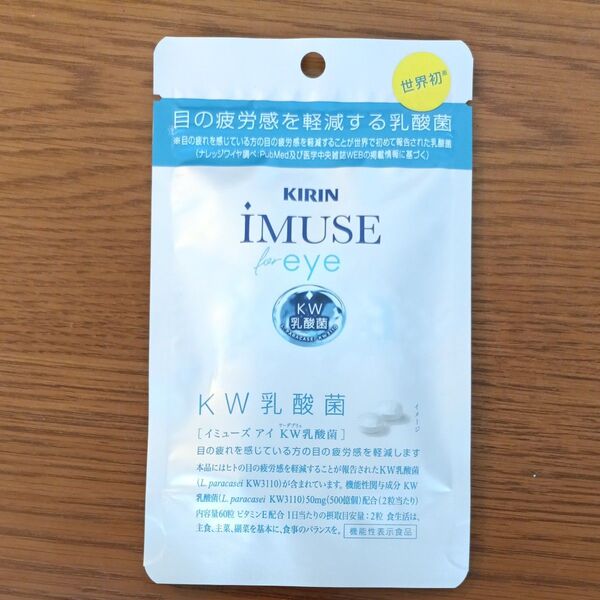 世界初※
目の疲労感を軽減する乳酸菌
※目の疲れを感じている方の目の疲労感を軽減することが世界で初めて報告された乳酸菌
(ナレッジワイヤ調べ:PubMed及び医学中央雑誌WEBの掲載情報に基づく)
KIRIN
iMUSE
for eye
KW
乳酸菌
L.PARACASEI KW3110
KW乳酸菌
イメージ
ケーダブリュ
[イミューズ アイ KW乳酸菌]
目の疲れを感じている方の目の疲労感を軽減します
本品にはヒトの目の疲労感を軽減することが報告されたKW乳酸菌
(L. paracasei KW3110)が含まれています。機能性関与成分 KW
乳酸菌(L. paracasei KW3110)50mg(500億個)配合(2粒当たり)
内容量60粒 ビタミンE配合 1日当たりの摂取目安量:2粒 食生活は、
主食、主菜、副菜を基本に、食事のバランスを。 機能性表示食品